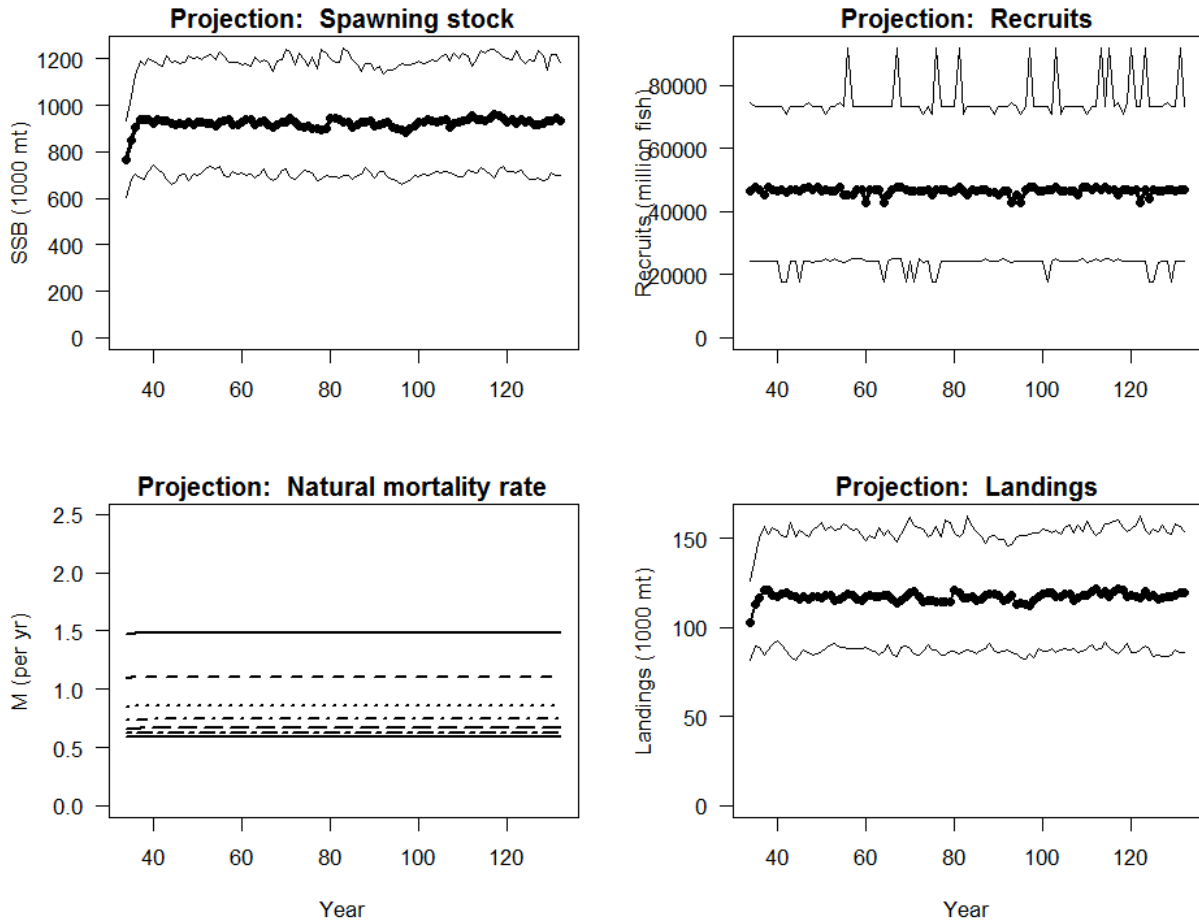 Projection:  Spawning stock
SSB (1000 mt)
1200
1000
800
600
400
200
0
40 60 80 100 120
Projection:  Recruits
Recruits (million fish)
80000
60000
40000
20000
0
40 60 80 100 120
Projection:  Natural mortality rate
M (per yr)
2.5
2.0
1.5
1.0
0.5
0.0
40 60 80 100 120
Year
Projection:  Landings
Landings (1000 mt)
150
100
50
0
40 60 80 100 120
Year